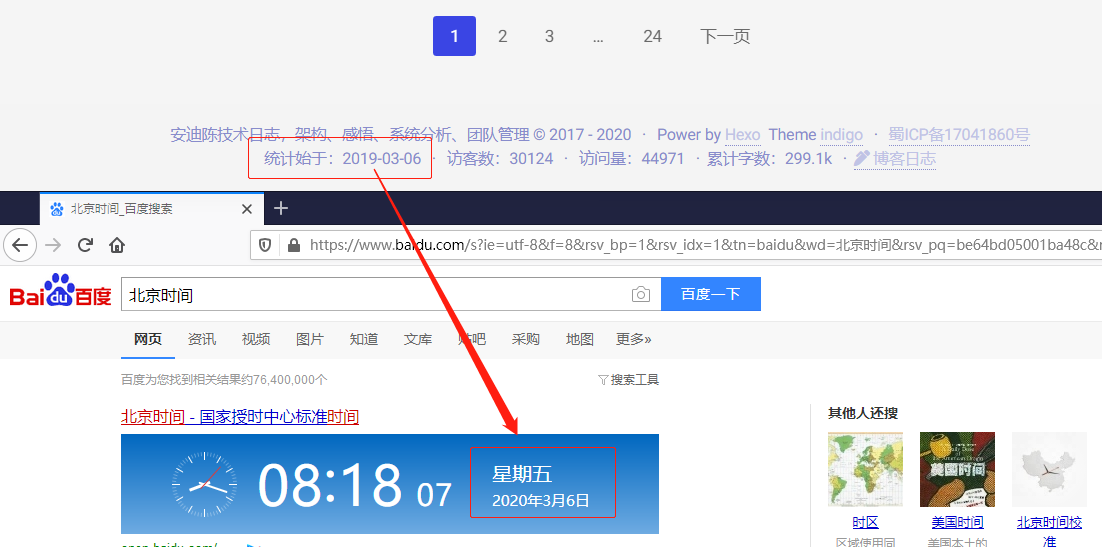 1 2 3 ... 24 下一页
安迪陈技术日志，架构、感悟、系统分析、团队管理 © 2017 - 2020 · Power by Hexo Theme indigo · 蜀ICP备17041860号
统计始于：2019-03-06 · 访客数：30124 · 访问量：44971 · 累计字数：299.1k · 博客日志
北京时间_百度搜索
https://www.baidu.com/s?ie=utf-8&f=8&rsv_bp=1&rsv_idx=1&tn=baidu&wd=北京时间&rsv_pq=be64bd05001ba48c&r
Bai du 百度 北京时间 百度一下
网页 资讯 视频 图片 知道 文库 贴吧 采购 地图 更多»
百度为您找到相关结果约76,400,000个 搜索工具
北京时间 - 国家授时中心标准时间
08:18 07
星期五
2020年3月6日
其他人还搜
美国时间
时区 美国时间 北京时间校准
区域使用同 美国本土的